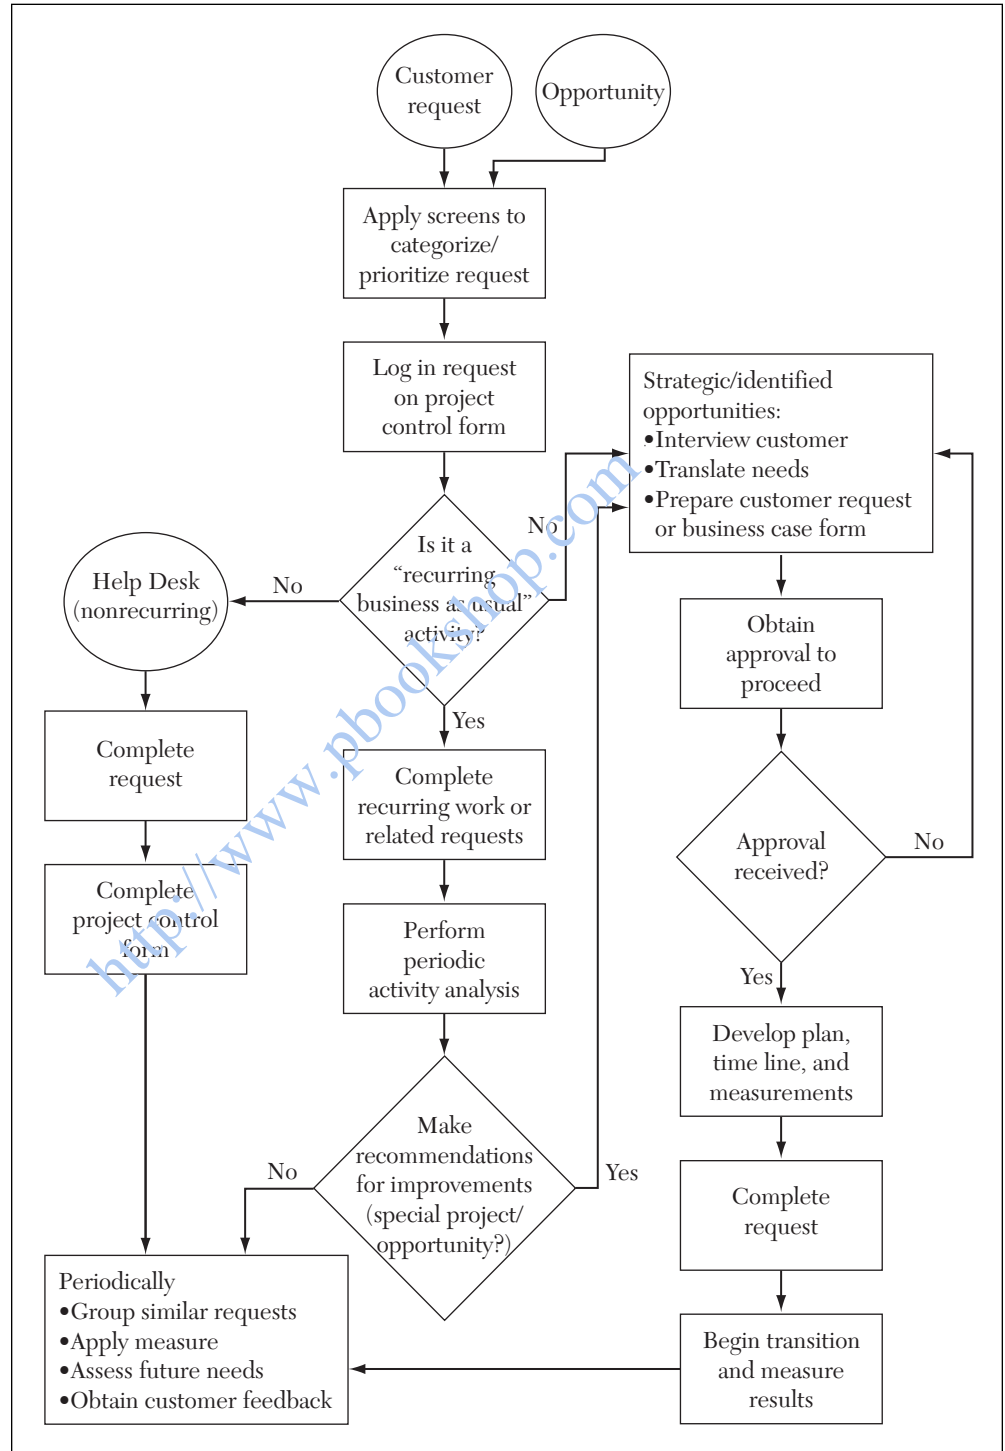 Customer
request
Opportunity
Apply screens to
categorize/
prioritize request
Log in request
on project
control form
Strategic/identified
opportunities:
•Interview customer
•Translate needs
•Prepare customer request
or business case form
Is it a
“recurring
business as usual”
activity?
No
No
Yes
Help Desk
(nonrecurring)
Complete
request
Complete
project control
form
Complete
recurring work or
related requests
Perform
periodic
activity analysis
Make
recommendations
for improvements
(special project/
opportunity?)
No
Yes
Obtain
approval to
proceed
Approval
received?
No
Yes
Develop plan,
time line, and
measurements
Complete
request
Begin transition
and measure
results
Periodically
•Group similar requests
•Apply measure
•Assess future needs
•Obtain customer feedback
http://www.pbookshop.com